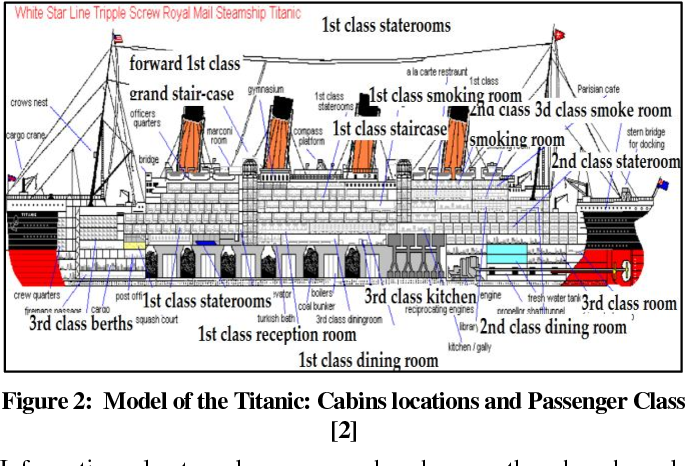 White Star Line Tripple Screw Royal Mail Steamship Titanic
1st class staterooms
forward 1st class
grand stair-case
a la carte restraunt
gymnasium
1st class
staterooms
1st class
1st class smoking room
2nd class
3d class smoke room
Parisian cafe
crows nest
officers
quarters
marconi
room
compass
platform
1st class staircase
smoking room
stern bridge
for docking
cargo crane
bridge
2nd class stateroom
TITANIC
crew quarters
post off
1st class staterooms
vator
boilers
coal bunker
3rd class kitchen
engine
fresh water tank
3rd class room
firemans passage
cargo
3rd class berths
squash court
turkish bath
3rd class diningroom
reciprocating engines
propellor shaft tunnel
1st class reception room
librar
2nd class dining room
kitchen / gally
1st class dining room
Figure 2: Model of the Titanic: Cabins locations and Passenger Class
[2]